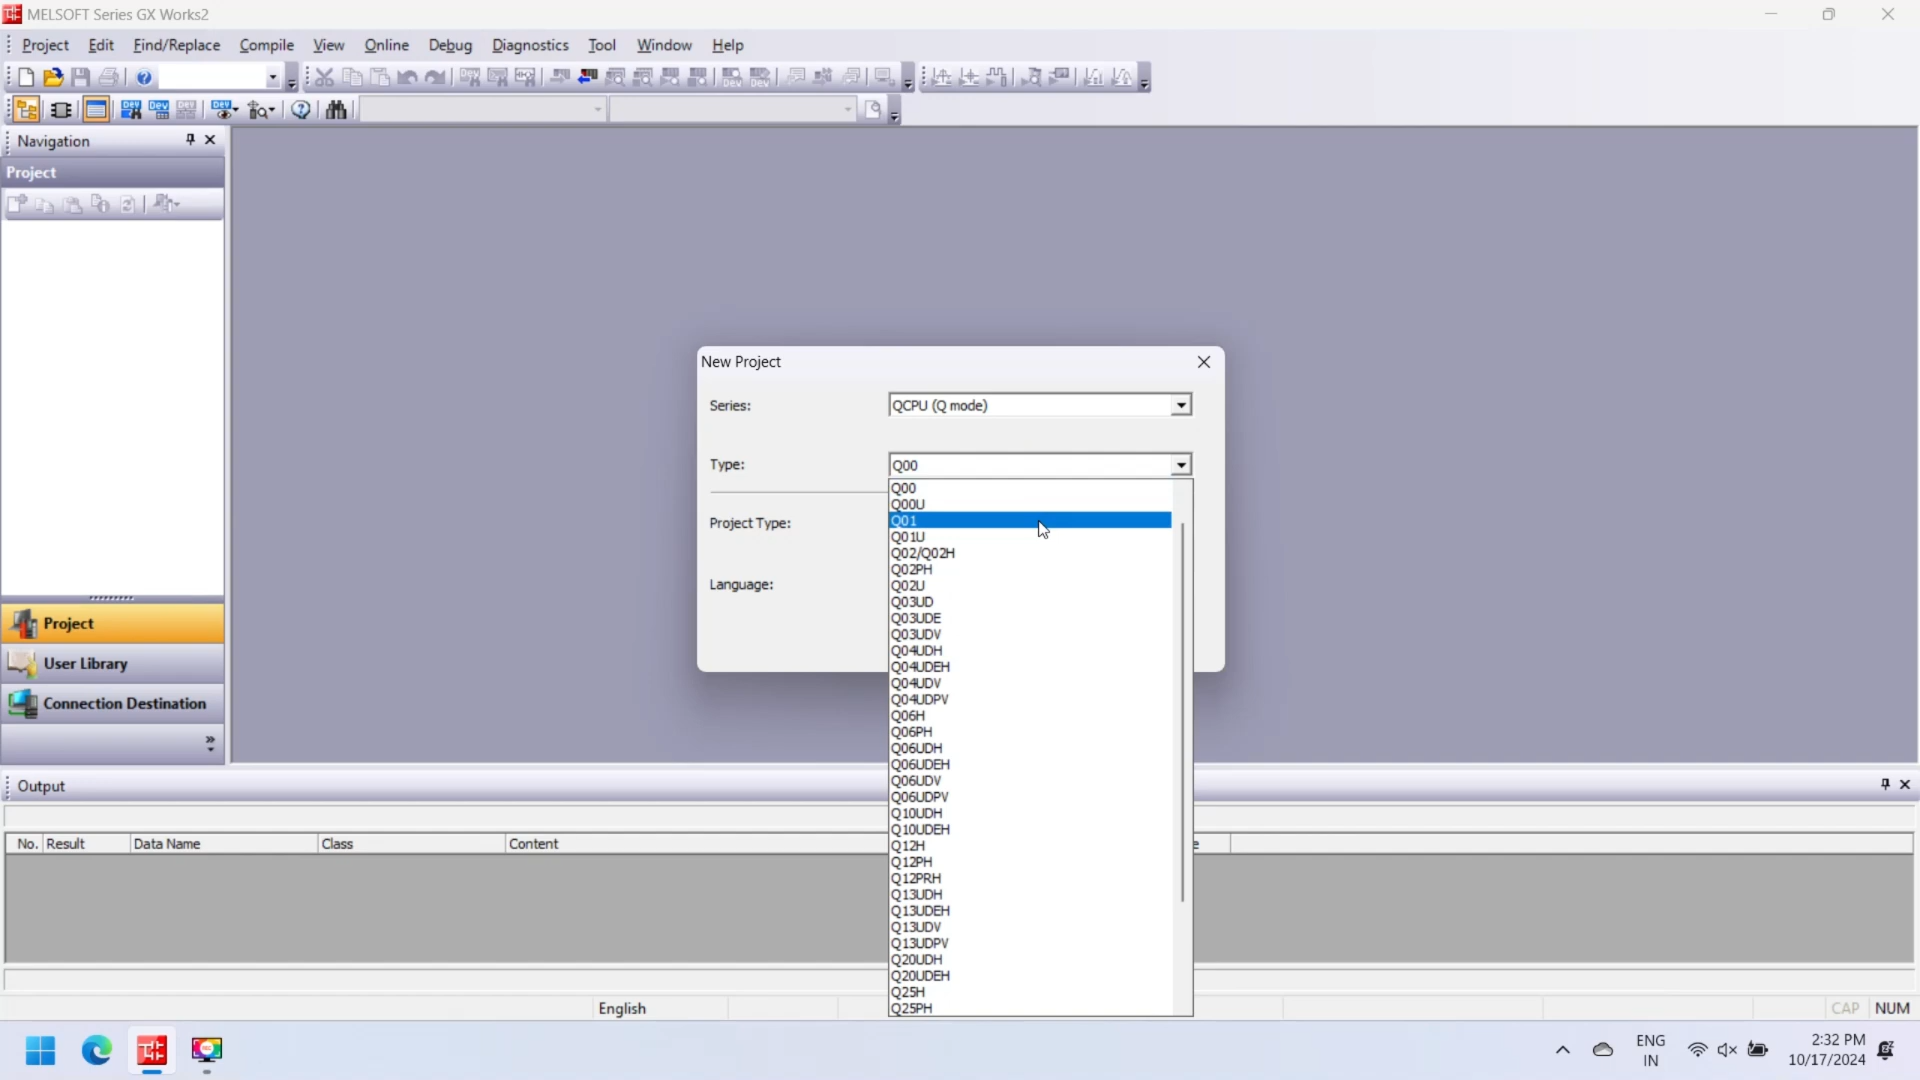 MELSOFT Series GX Works2
Project Edit Find/Replace Compile View Online Debug Diagnostics Tool Window Help
Navigation
Project
Project
User Library
Connection Destination
New Project
Series: QCPU (Q mode)
Type: Q00
Project Type:
Language:
Q00
Q00U
Q01
Q01U
Q02/Q02H
Q02PH
Q02U
Q03UD
Q03UDE
Q03UDV
Q04UDH
Q04UDEH
Q04UDV
Q04UDPV
Q06H
Q06PH
Q06UDH
Q06UDEH
Q06UDV
Q06UDPV
Q10UDH
Q10UDEH
Q12H
Q12PH
Q12PRH
Q13UDH
Q13UDEH
Q13UDV
Q13UDPV
Q20UDH
Q20UDEH
Q25H
Q25PH
Output
No. Result Data Name Class Content
English CAP NUM
ENG
IN
2:32 PM
10/17/2024